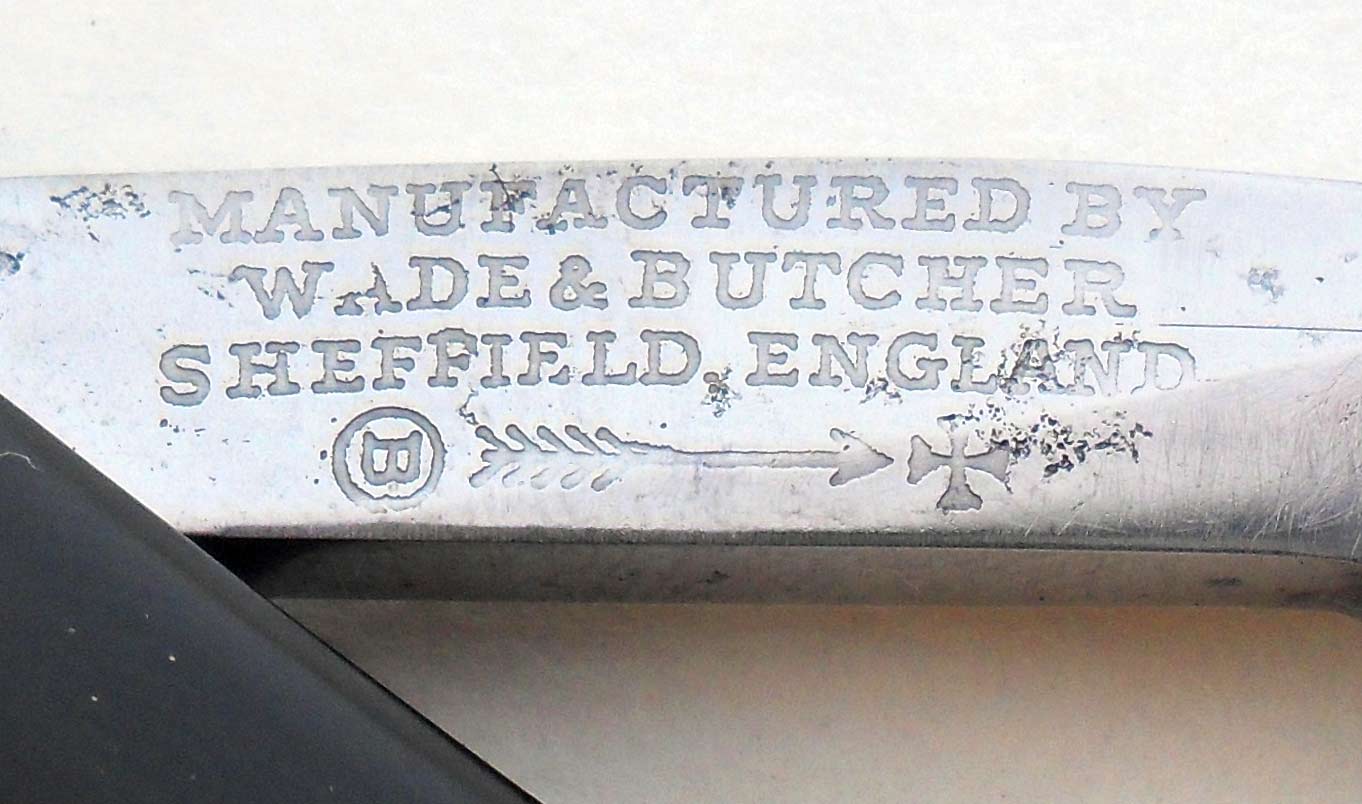 MANUFACTURED BY
WADE & BUTCHER
SHEFFIELD. ENGLAND
B